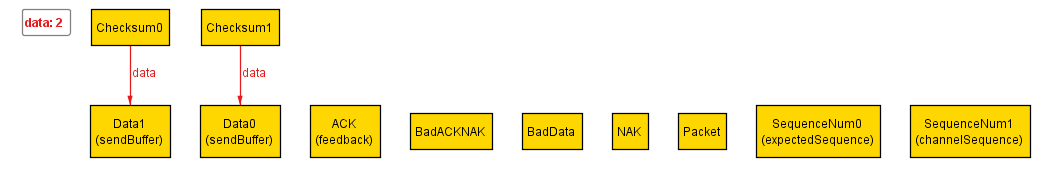 data: 2
Checksum0
Checksum1
data
data
Data1
(sendBuffer)
Data0
(sendBuffer)
ACK
(feedback)
BadACKNAK
BadData
NAK
Packet
SequenceNum0
(expectedSequence)
SequenceNum1
(channelSequence)